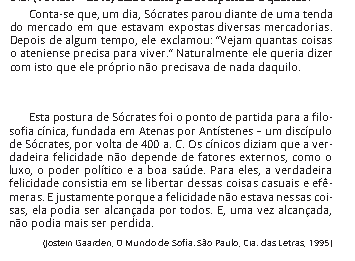 Conta-se que, um dia, Sócrates parou diante de uma tenda
do mercado em que estavam expostas diversas mercadorias.
Depois de algum tempo, ele exclamou: “Vejam quantas coisas
o ateniense precisa para viver.” Naturalmente ele queria dizer
com isto que ele próprio não precisava de nada daquilo.
Esta postura de Sócrates foi o ponto de partida para a filo-
sofia cínica, fundada em Atenas por Antístenes – um discípulo
de Sócrates, por volta de 400 a. C. Os cínicos diziam que a ver-
dadeira felicidade não depende de fatores externos, como o
luxo, o poder político e a boa saúde. Para eles, a verdadeira
felicidade consistia em se libertar dessas coisas casuais e efê-
meras. E justamente porque a felicidade não estava nessas coi-
sas, ela podia ser alcançada por todos. E, uma vez alcançada,
não podia mais ser perdida.
(Jostein Gaarden, O Mundo de Sofia. São Paulo, Cia. das Letras, 1995)